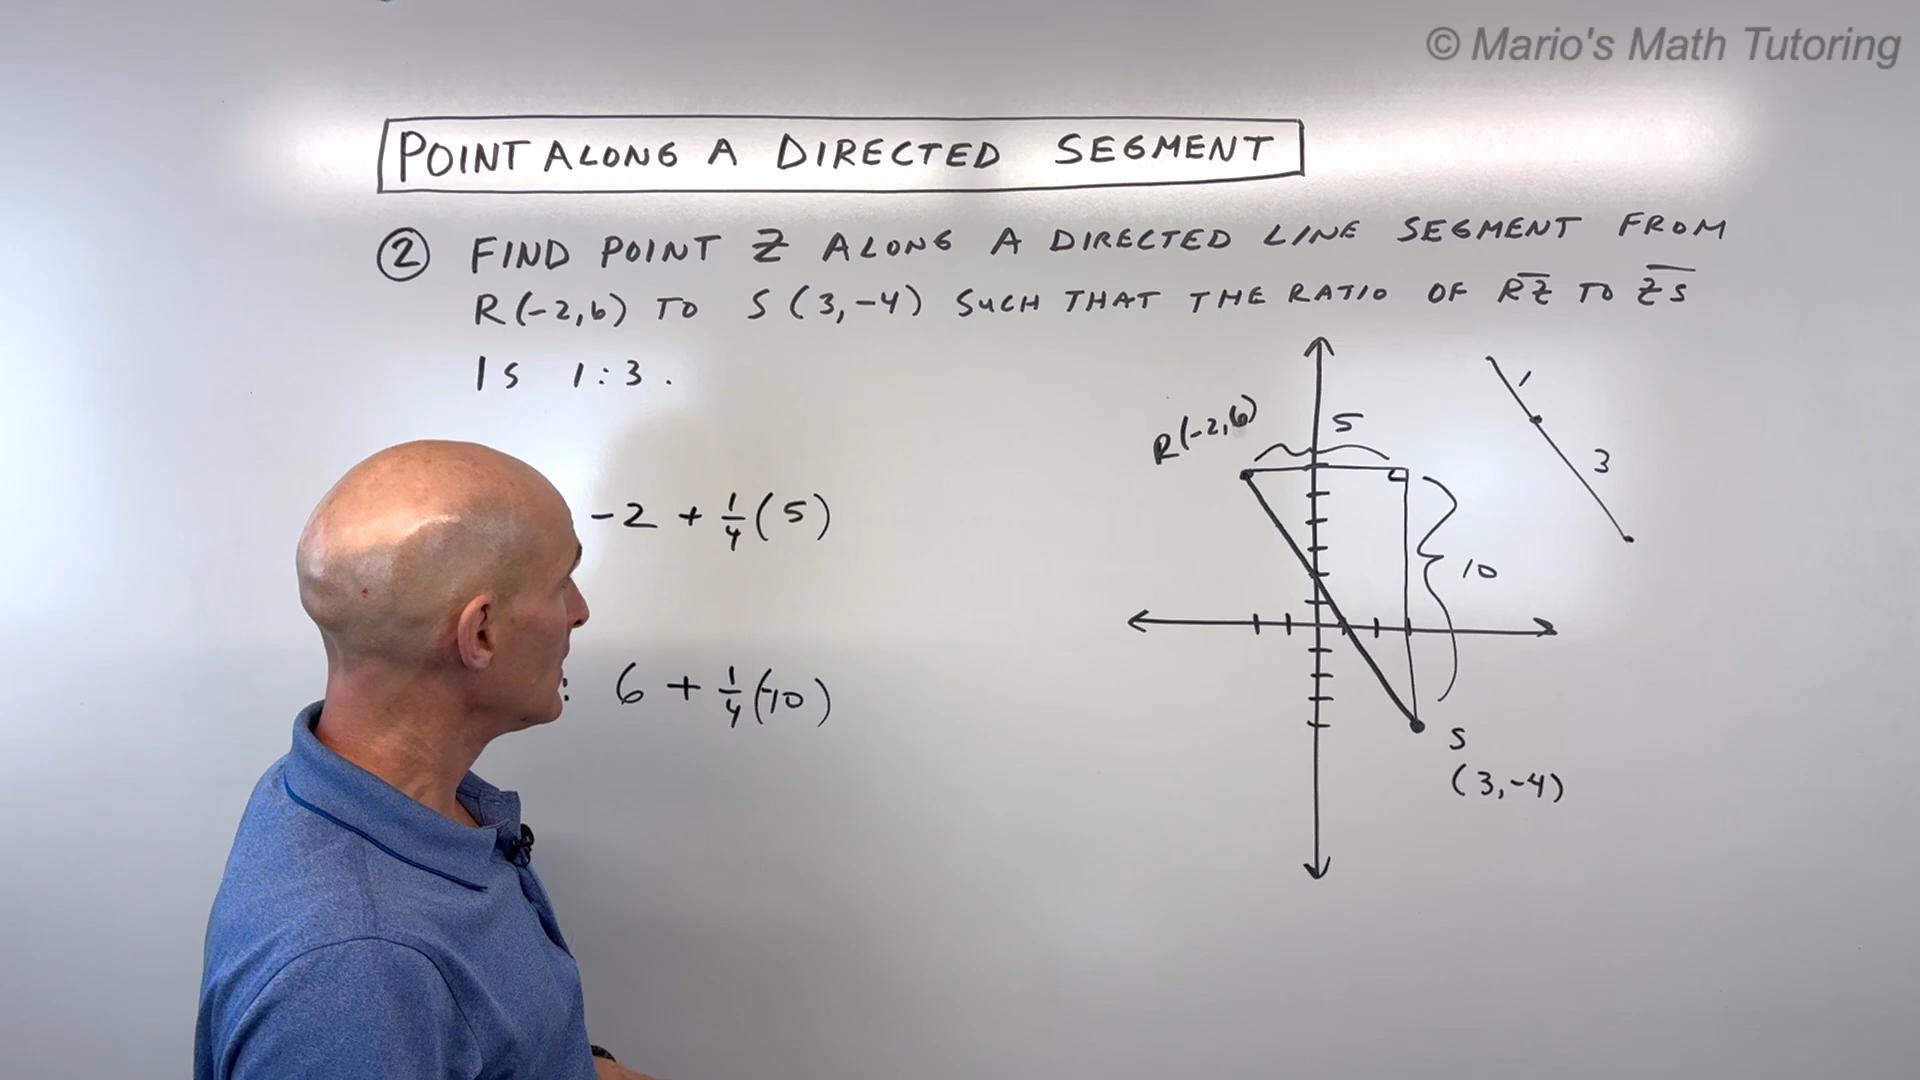 © Mario's Math Tutoring
POINT ALONG A DIRECTED SEGMENT
② FIND POINT Z ALONG A DIRECTED LINE SEGMENT FROM
R(-2,6) TO S(3,-4) SUCH THAT THE RATIO OF R̅Z̅ TO Z̅S̅
IS 1:3.
R(-2,6)
5
1
3
-2 + 1/4(5)
10
: 6 + 1/4(-10)
S
(3,-4)